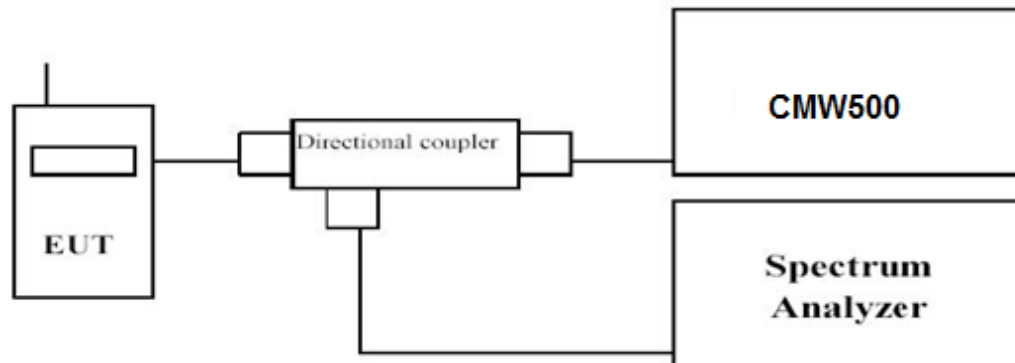 CMW500
Directional coupler
EUT
Spectrum
Analyzer